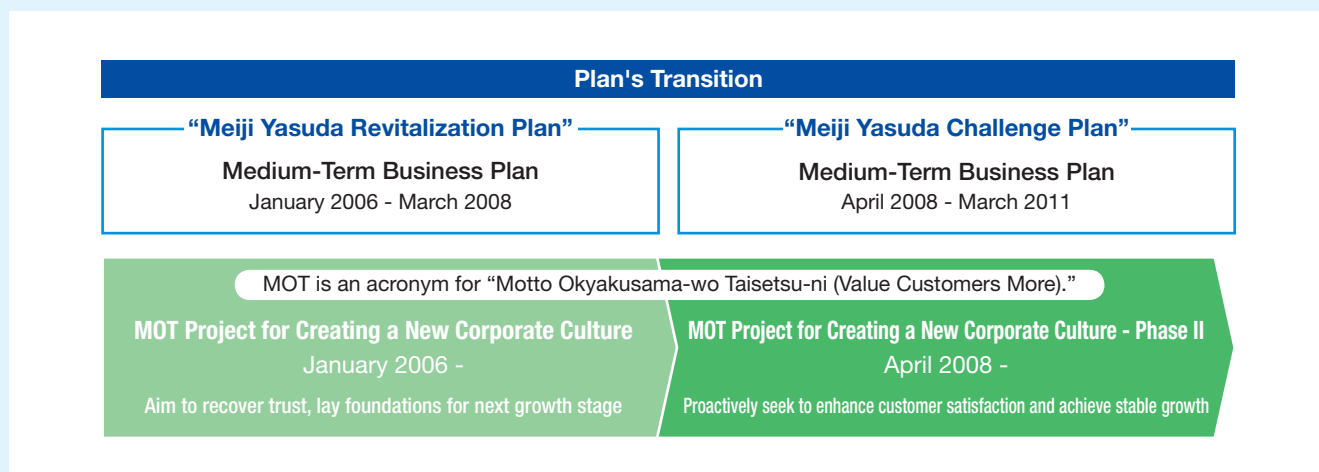 Plan's Transition
“Meiji Yasuda Revitalization Plan”
Medium-Term Business Plan
January 2006 - March 2008
“Meiji Yasuda Challenge Plan”
Medium-Term Business Plan
April 2008 - March 2011
MOT is an acronym for “Motto Okyakusama-wo Taisetsu-ni (Value Customers More).”
MOT Project for Creating a New Corporate Culture
January 2006 -
Aim to recover trust, lay foundations for next growth stage
MOT Project for Creating a New Corporate Culture - Phase II
April 2008 -
Proactively seek to enhance customer satisfaction and achieve stable growth